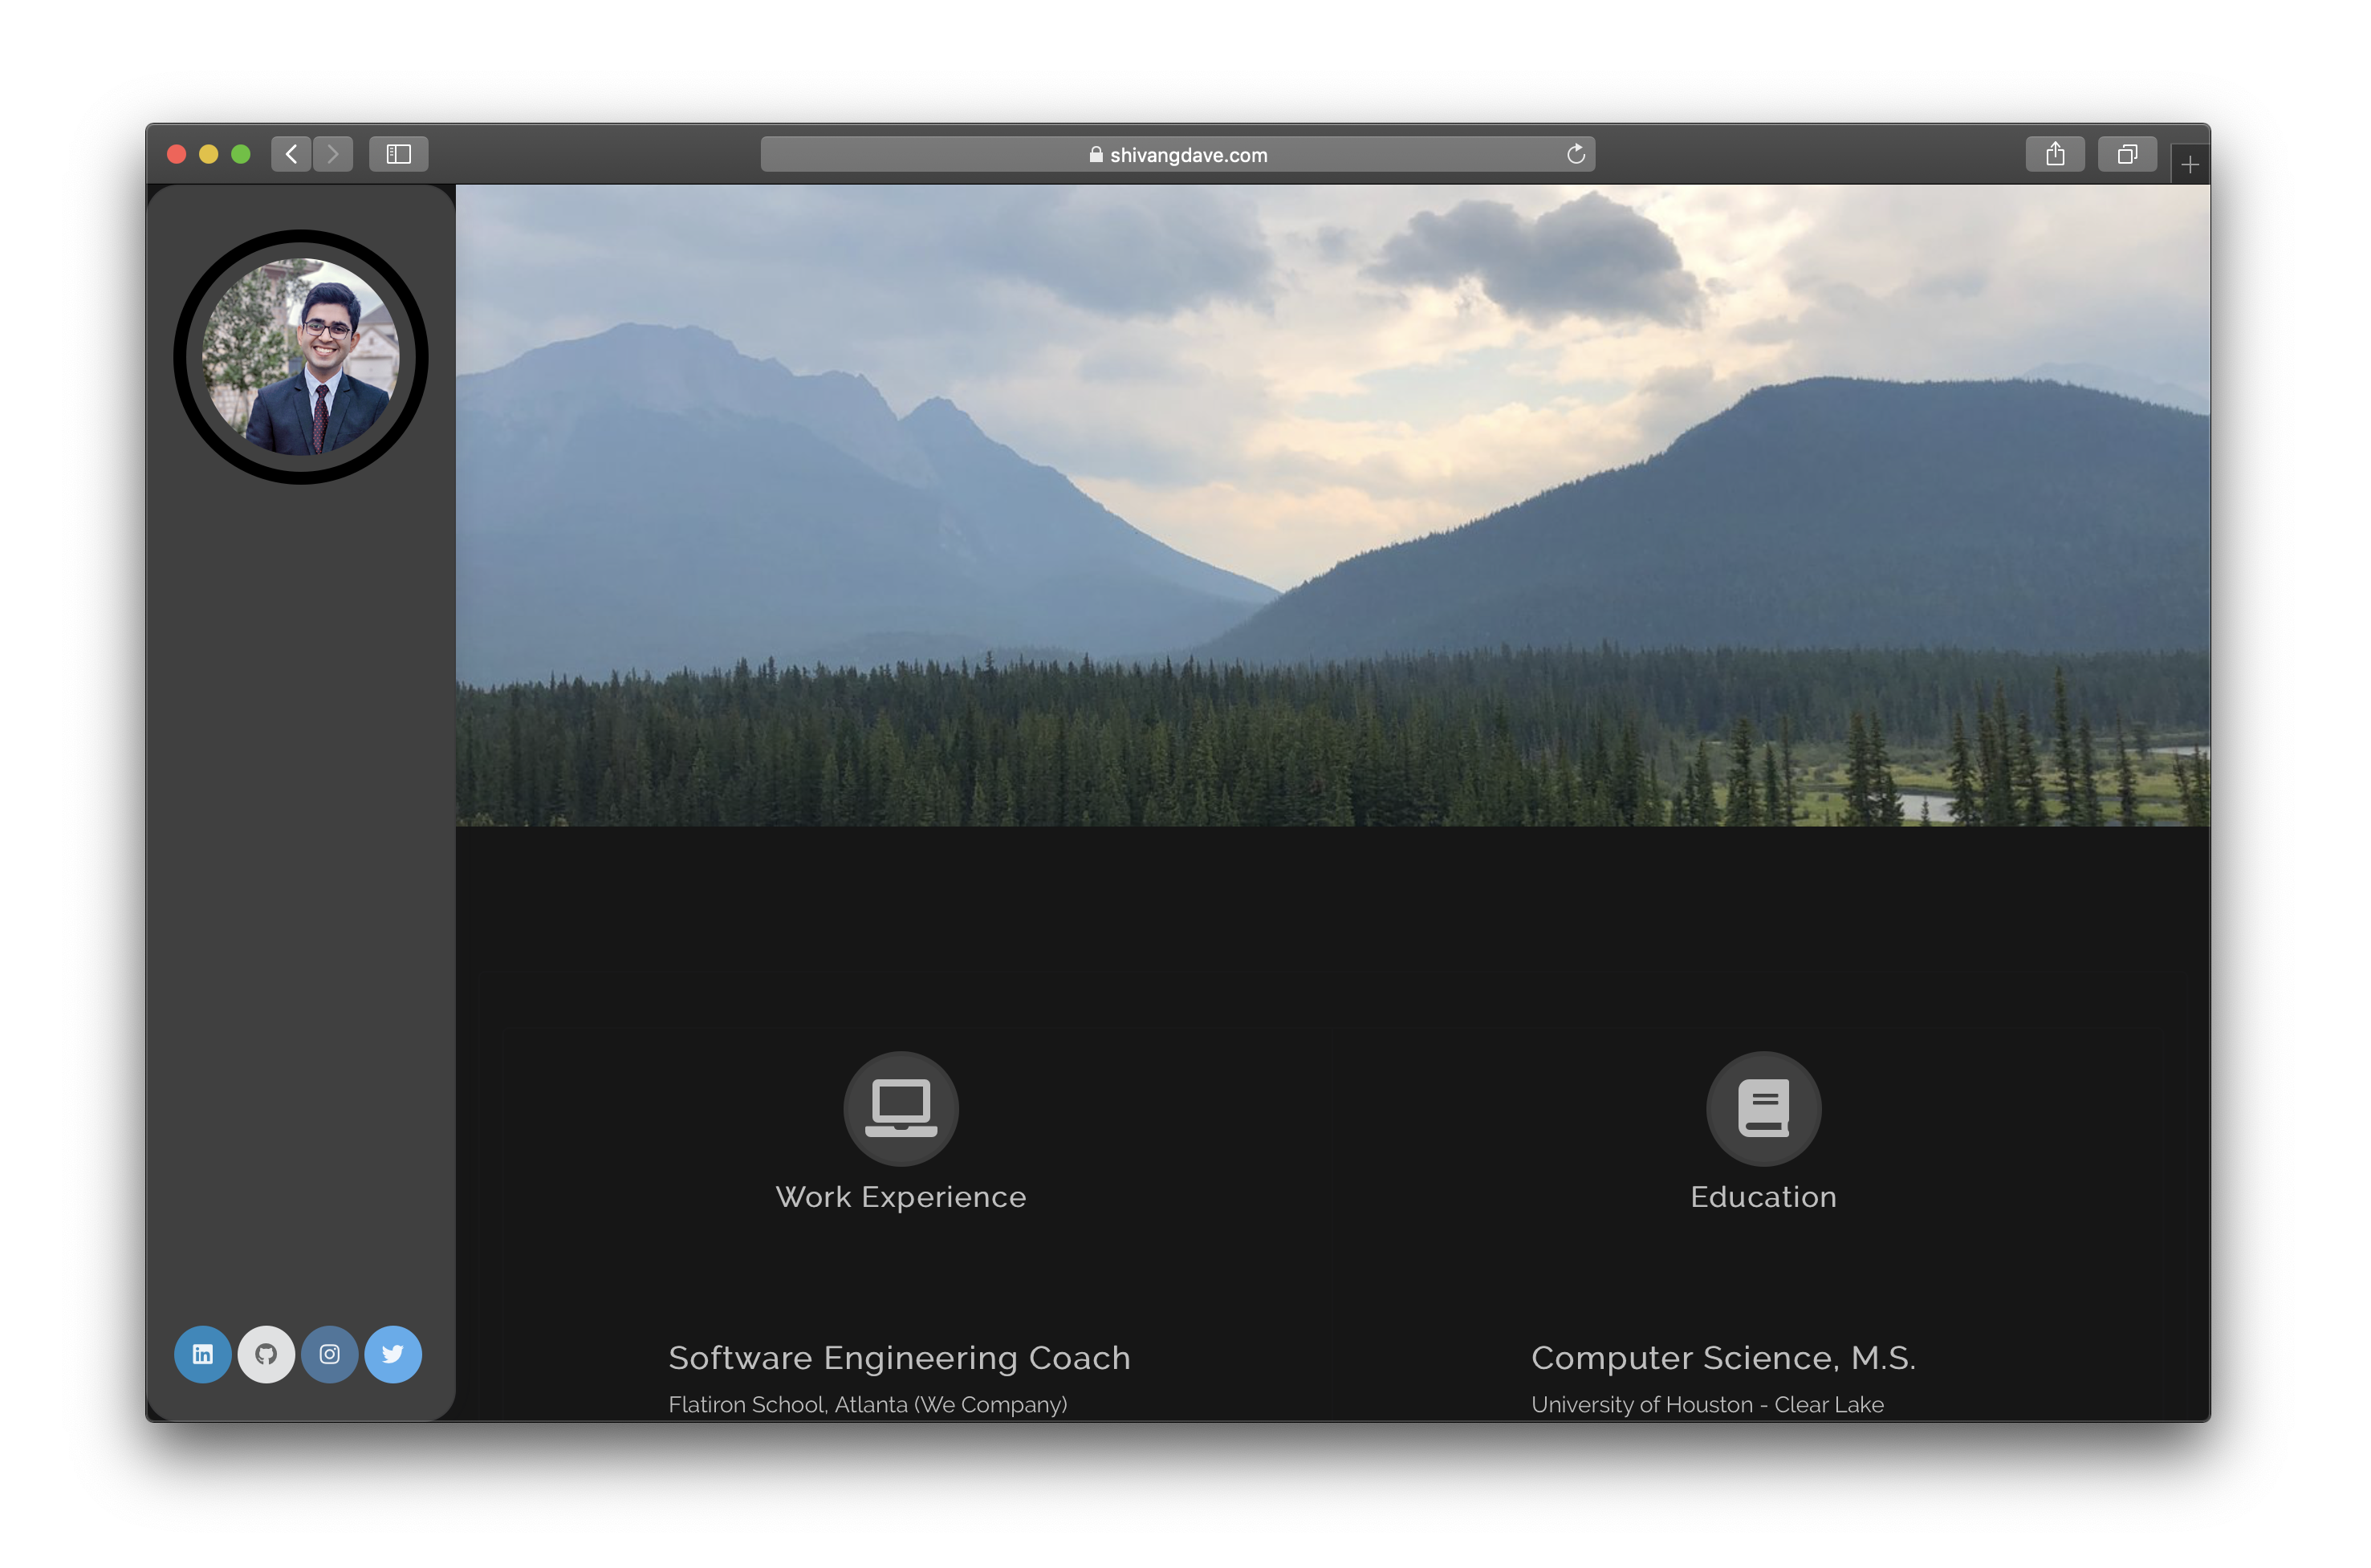 shivangdave.com
Work Experience
Education
Software Engineering Coach
Flatiron School, Atlanta (We Company)
Computer Science, M.S.
University of Houston - Clear Lake